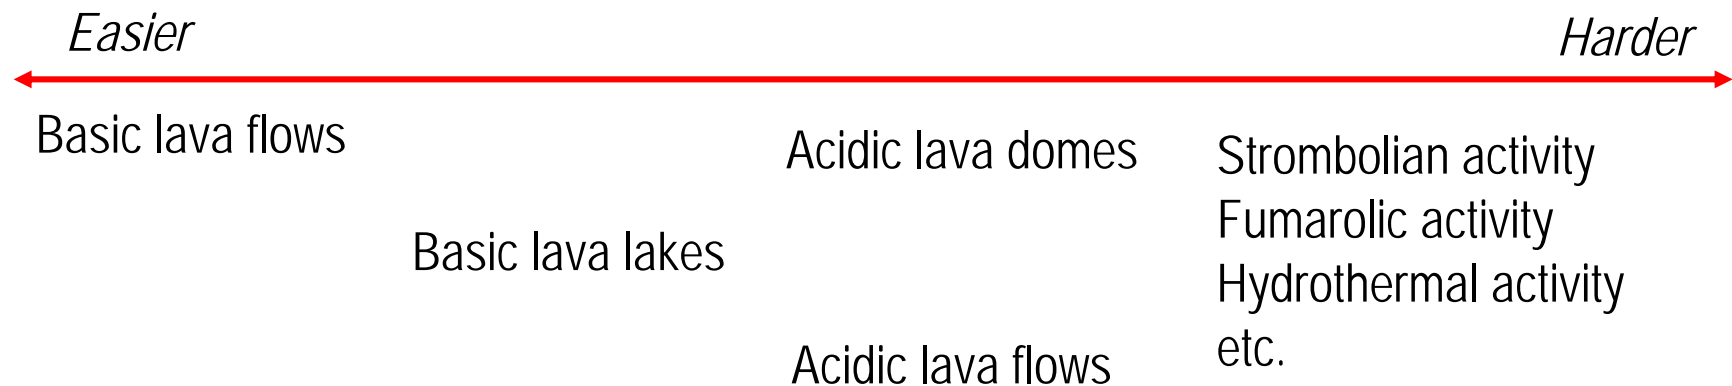 Easier
Harder
Basic lava flows
Basic lava lakes
Acidic lava domes
Acidic lava flows
Strombolian activity
Fumarolic activity
Hydrothermal activity
etc.